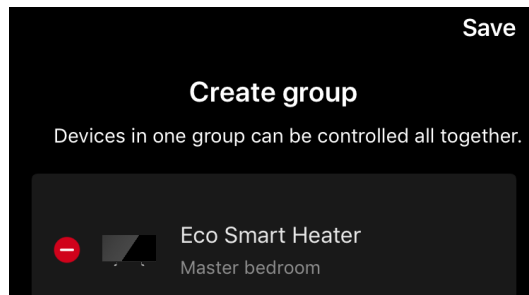 Save
Create group
Devices in one group can be controlled all together.
Eco Smart Heater
Master bedroom